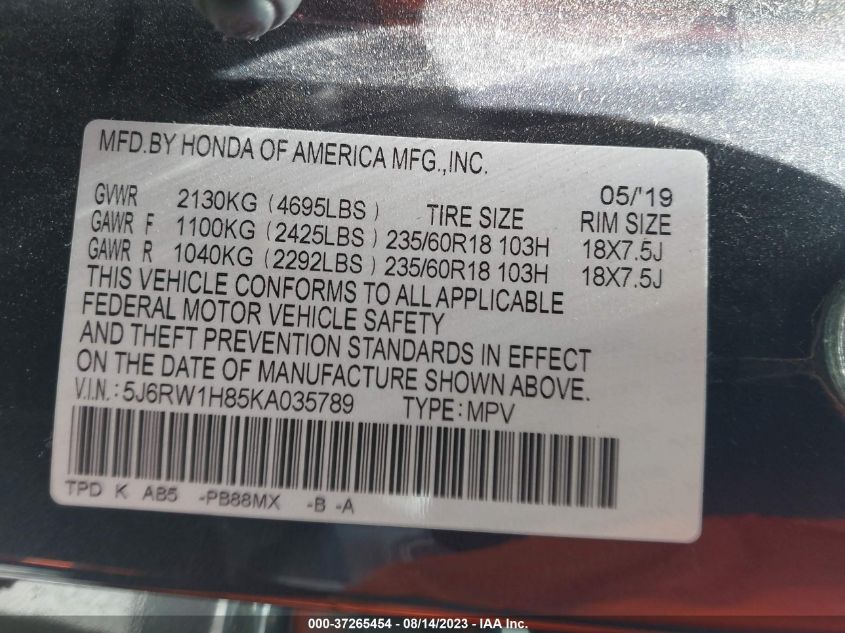 MFD.BY HONDA OF AMERICA MFG.,INC.
05/'19
GVWR 2130KG (4695LBS) TIRE SIZE RIM SIZE
GAWR F 1100KG (2425LBS) 235/60R18 103H 18X7.5J
GAWR R 1040KG (2292LBS) 235/60R18 103H 18X7.5J
THIS VEHICLE CONFORMS TO ALL APPLICABLE
FEDERAL MOTOR VEHICLE SAFETY
AND THEFT PREVENTION STANDARDS IN EFFECT
ON THE DATE OF MANUFACTURE SHOWN ABOVE.
V.I.N.: 5J6RW1H85KA035789 TYPE: MPV
TPD K AB5 -PB88MX -B -A
000-37265454 - 08/14/2023 - IAA Inc.